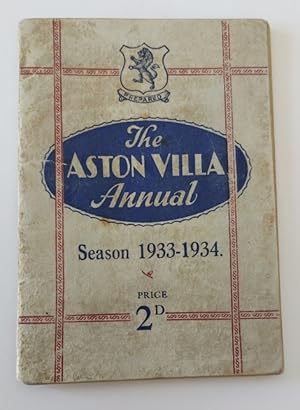 PREPARED
The
ASTON VILLA
Annual
Season 1933-1934.
PRICE
2D.